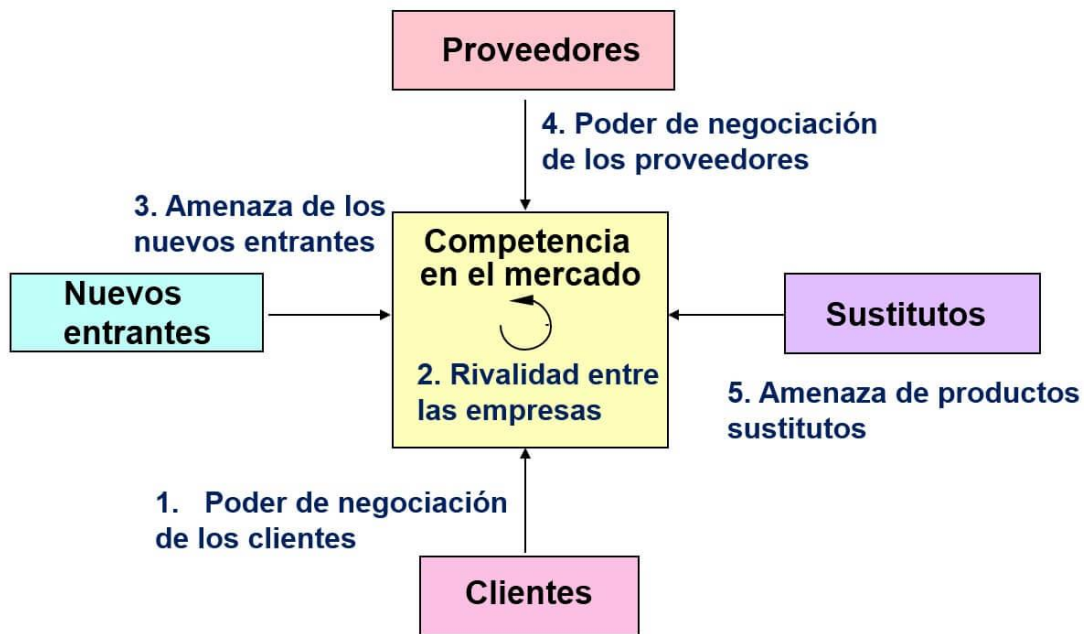 Proveedores
4. Poder de negociación
de los proveedores
3. Amenaza de los
nuevos entrantes
Competencia
en el mercado
Nuevos
entrantes
Sustitutos
2. Rivalidad entre
las empresas
5. Amenaza de productos
sustitutos
1. Poder de negociación
de los clientes
Clientes